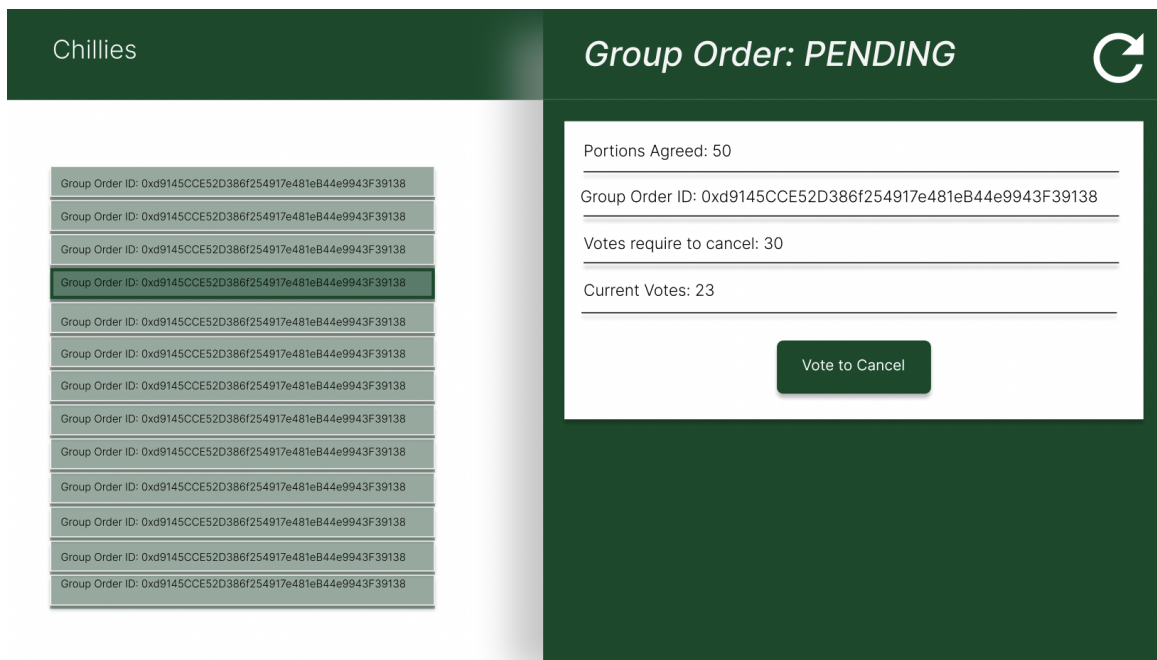 Chillies
Group Order ID: 0xd9145CCE52D386f254917e481eB44e9943F39138
Group Order ID: 0xd9145CCE52D386f254917e481eB44e9943F39138
Group Order ID: 0xd9145CCE52D386f254917e481eB44e9943F39138
Group Order ID: 0xd9145CCE52D386f254917e481eB44e9943F39138
Group Order ID: 0xd9145CCE52D386f254917e481eB44e9943F39138
Group Order ID: 0xd9145CCE52D386f254917e481eB44e9943F39138
Group Order ID: 0xd9145CCE52D386f254917e481eB44e9943F39138
Group Order ID: 0xd9145CCE52D386f254917e481eB44e9943F39138
Group Order ID: 0xd9145CCE52D386f254917e481eB44e9943F39138
Group Order ID: 0xd9145CCE52D386f254917e481eB44e9943F39138
Group Order ID: 0xd9145CCE52D386f254917e481eB44e9943F39138
Group Order ID: 0xd9145CCE52D386f254917e481eB44e9943F39138
Group Order ID: 0xd9145CCE52D386f254917e481eB44e9943F39138
Group Order: PENDING
Portions Agreed: 50
Group Order ID: 0xd9145CCE52D386f254917e481eB44e9943F39138
Votes require to cancel: 30
Current Votes: 23
Vote to Cancel